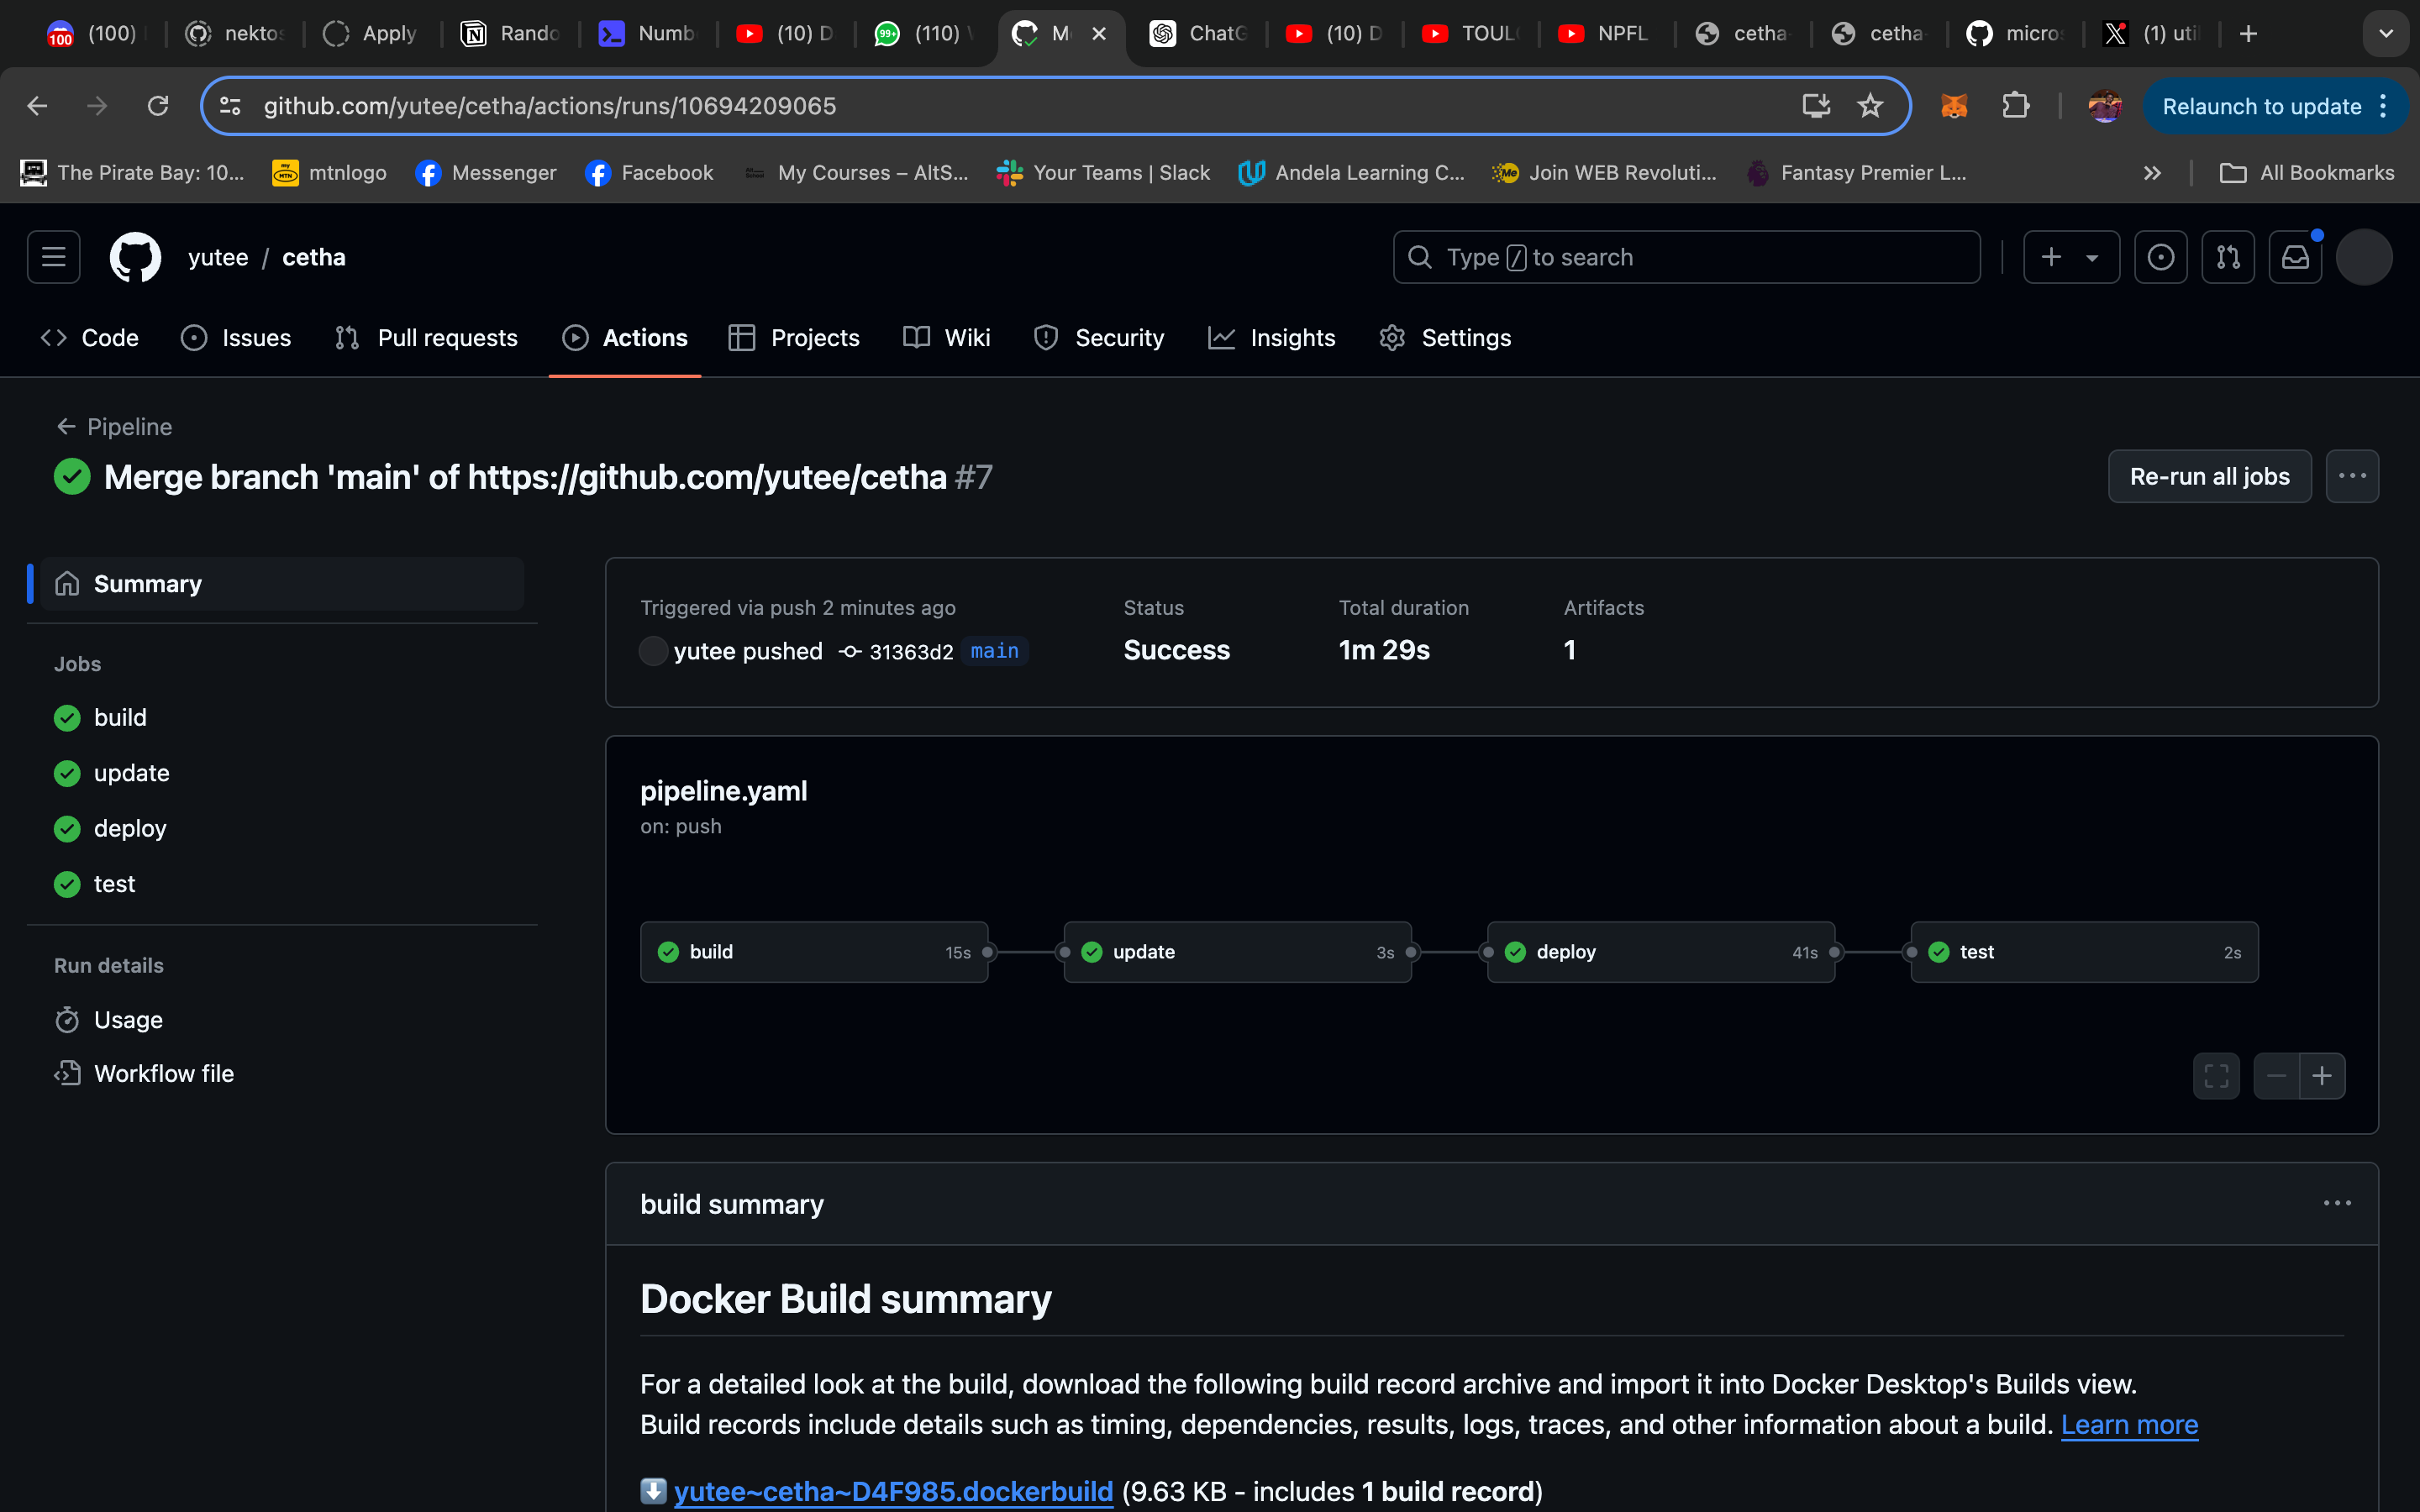 100 (100)
nektos
Apply
Rando
Numb
(10) D
99+ (110)
M
ChatG
(10) D
TOUL
NPFL
cetha-
cetha-
micros
(1) uti
github.com/yutee/cetha/actions/runs/10694209065
Relaunch to update
The Pirate Bay: 10...
my MTN mtnlogo
Messenger
Facebook
My Courses – AltS...
Your Teams | Slack
Andela Learning C...
Join WEB Revoluti...
Fantasy Premier L...
All Bookmarks
yutee / cetha
Type / to search
Code
Issues
Pull requests
Actions
Projects
Wiki
Security
Insights
Settings
← Pipeline
Merge branch 'main' of https://github.com/yutee/cetha #7
Re-run all jobs
Summary
Jobs
build
update
deploy
test
Run details
Usage
Workflow file
Triggered via push 2 minutes ago
yutee pushed 31363d2 main
Status
Success
Total duration
1m 29s
Artifacts
1
pipeline.yaml
on: push
build 15s
update 3s
deploy 41s
test 2s
build summary
Docker Build summary
For a detailed look at the build, download the following build record archive and import it into Docker Desktop's Builds view.
Build records include details such as timing, dependencies, results, logs, traces, and other information about a build. Learn more
yutee~cetha~D4F985.dockerbuild (9.63 KB - includes 1 build record)